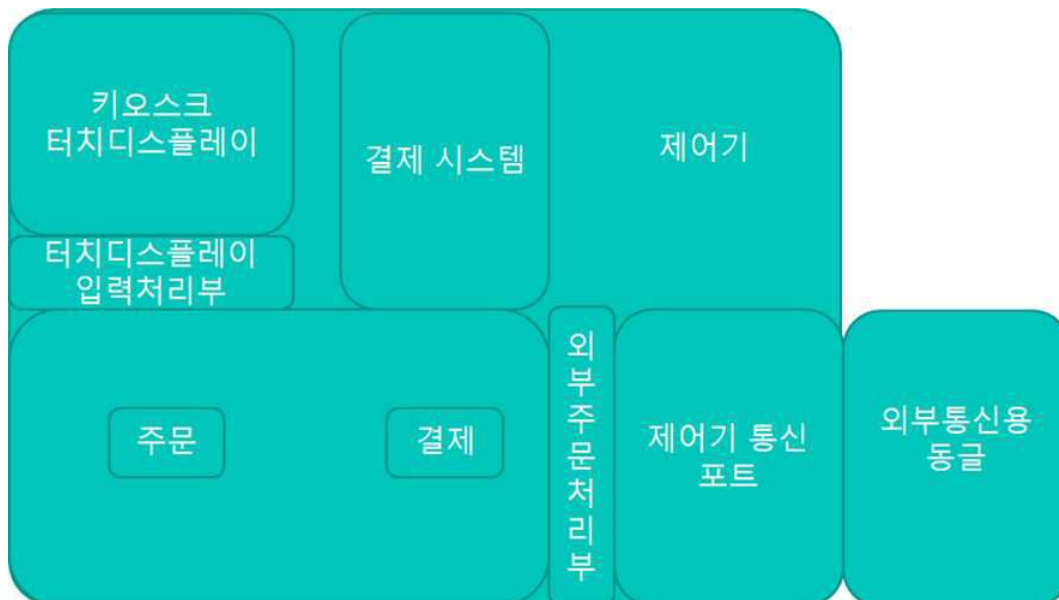 키오스크
터치디스플레이
결제 시스템
제어기
터치디스플레이
입력처리부
주문
결제
외부주문처리부
제어기 통신
포트
외부통신용
동글